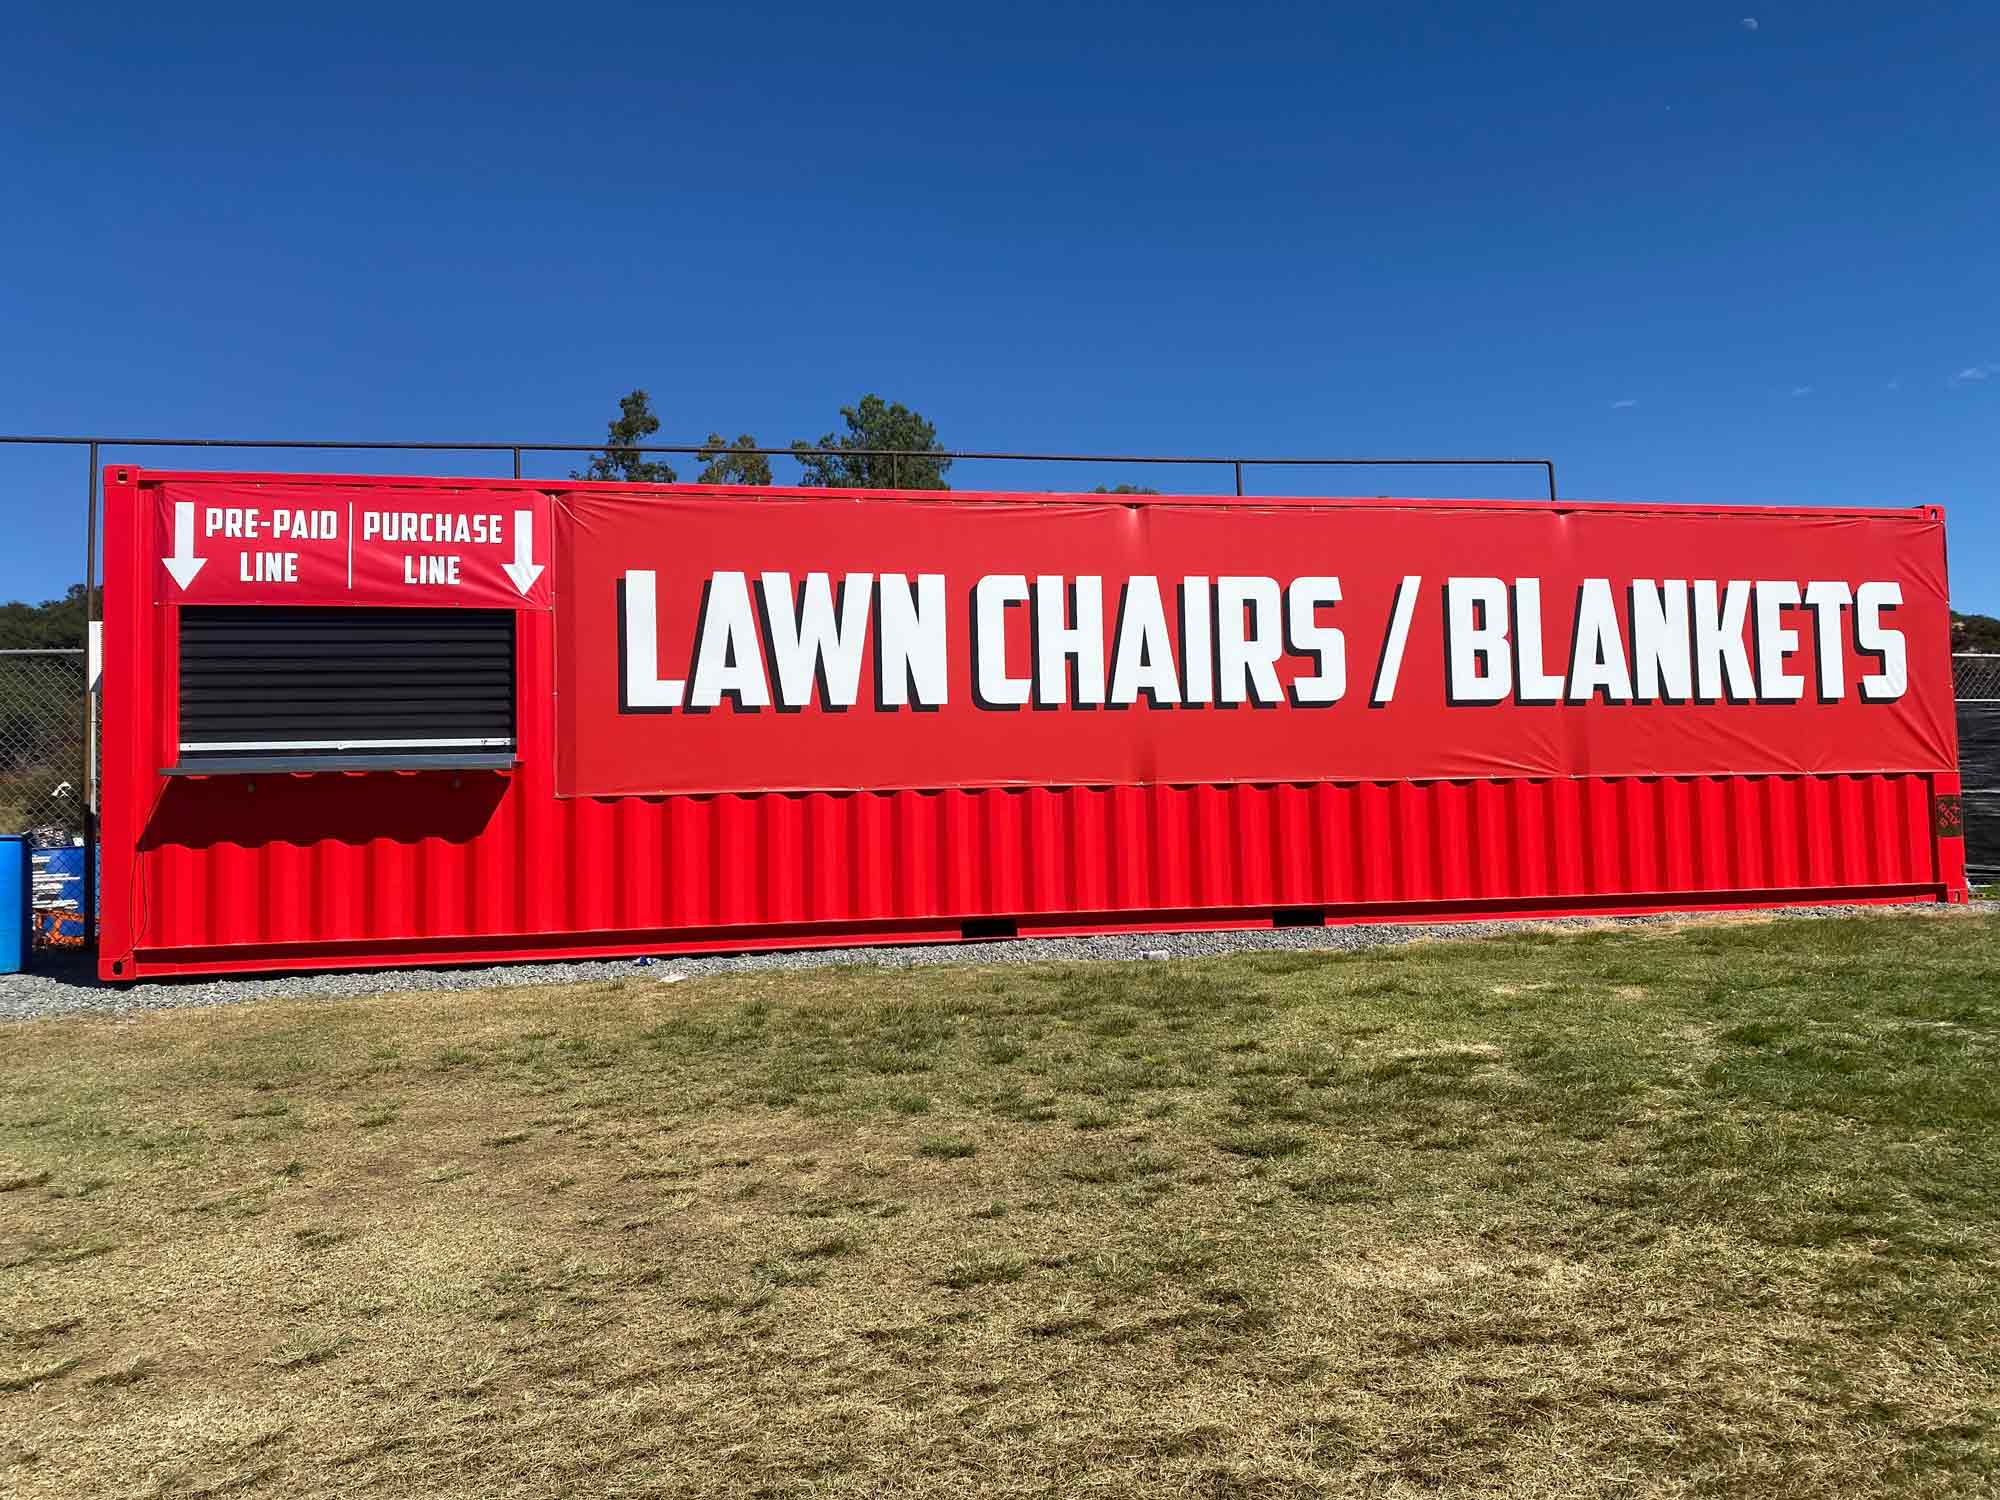 PRE-PAID
LINE
PURCHASE
LINE
LAWN CHAIRS / BLANKETS